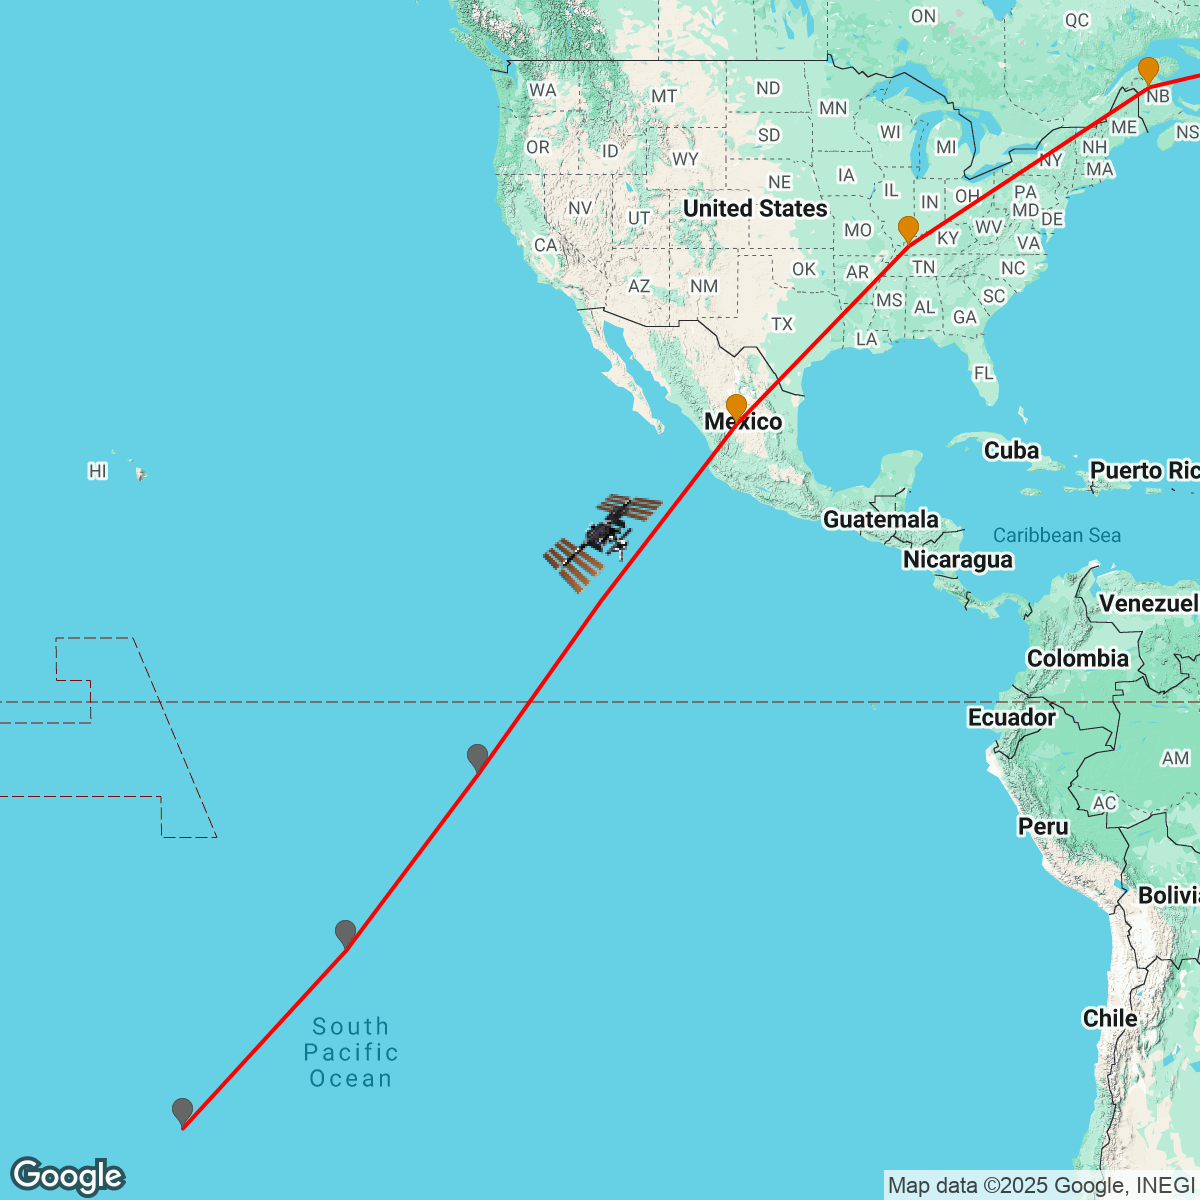 ON
QC
WA
MT
ND
MN
NB
OR
ID
SD
WI
MI
ME
NS
WY
NH
NY
MA
NE
IA
IL
IN
OH
PA
NV
UT
United States
MD
DE
CA
MO
KY
WV
VA
AZ
NM
OK
AR
TN
NC
MS
AL
SC
GA
TX
LA
FL
Mexico
Cuba
HI
Puerto Ric
Guatemala
Caribbean Sea
Nicaragua
Venezuel
Colombia
Ecuador
AM
AC
Peru
Bolivia
South
Pacific
Ocean
Chile
Google
Map data ©2025 Google, INEGI